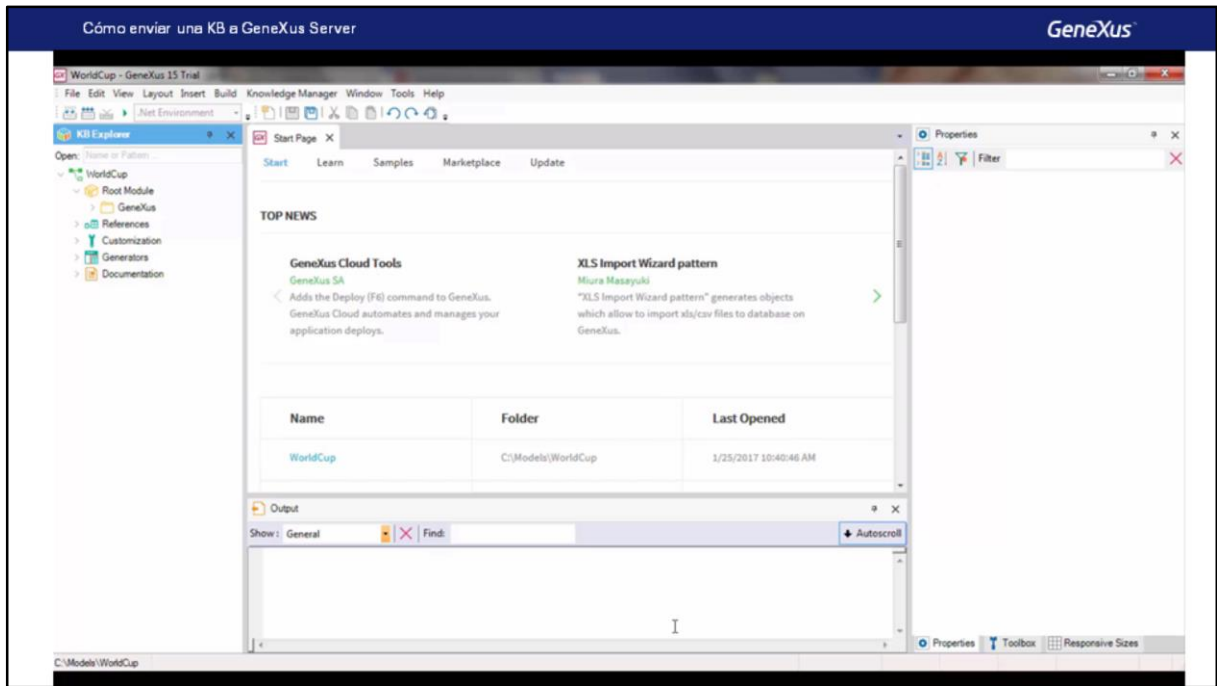 Cómo enviar una KB a GeneXus Server
GeneXus
WorldCup - GeneXus 15 Trial
File Edit View Layout Insert Build Knowledge Manager Window Tools Help
.Net Environment
KB Explorer
Open: Name or Pattern ...
WorldCup
Root Module
GeneXus
References
Customization
Generators
Documentation
Start Page
Start Learn Samples Marketplace Update
TOP NEWS
GeneXus Cloud Tools
GeneXus SA
Adds the Deploy (F6) command to GeneXus.
GeneXus Cloud automates and manages your
application deploys.
XLS Import Wizard pattern
Miura Masayuki
"XLS Import Wizard pattern" generates objects
which allow to import xls/csv files to database on
GeneXus.
Name Folder Last Opened
WorldCup C:\Models\WorldCup 1/25/2017 10:40:46 AM
Output
Show: General Find: Autoscroll
Properties
Filter
Properties Toolbox Responsive Sizes
C:\Models\WorldCup